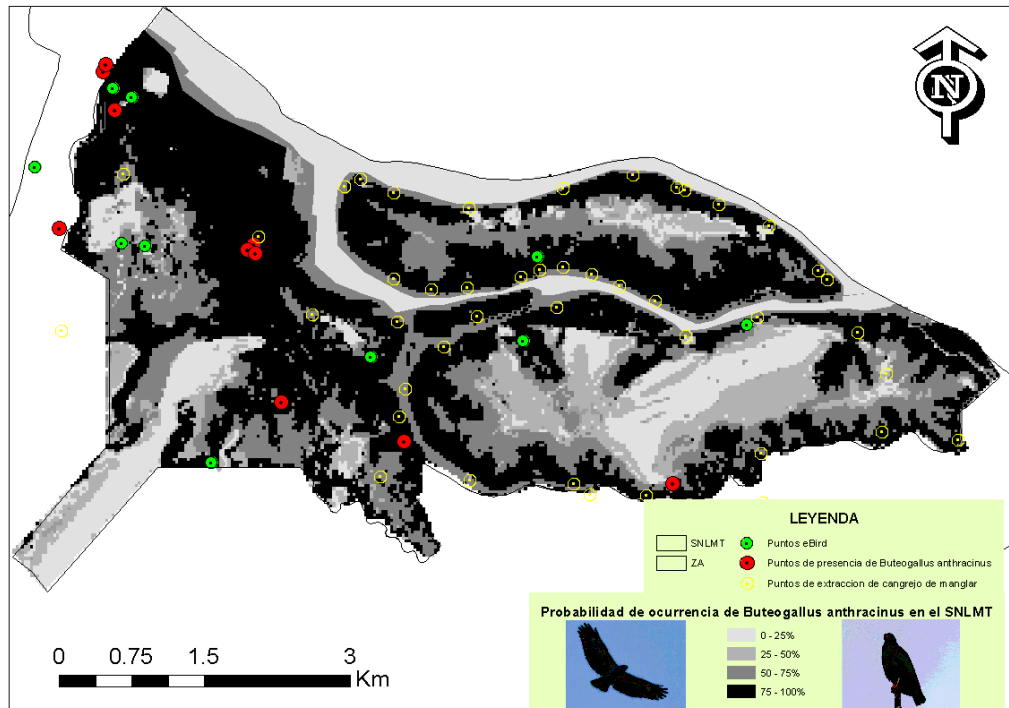 N
LEYENDA
SNLMT
ZA
Puntos eBird
Puntos de presencia de Buteogallus anthracinus
Puntos de extraccion de cangrejo de manglar
Probabilidad de ocurrencia de Buteogallus anthracinus en el SNLMT
0 - 25%
25 - 50%
50 - 75%
75 - 100%
0 0.75 1.5 3
Km